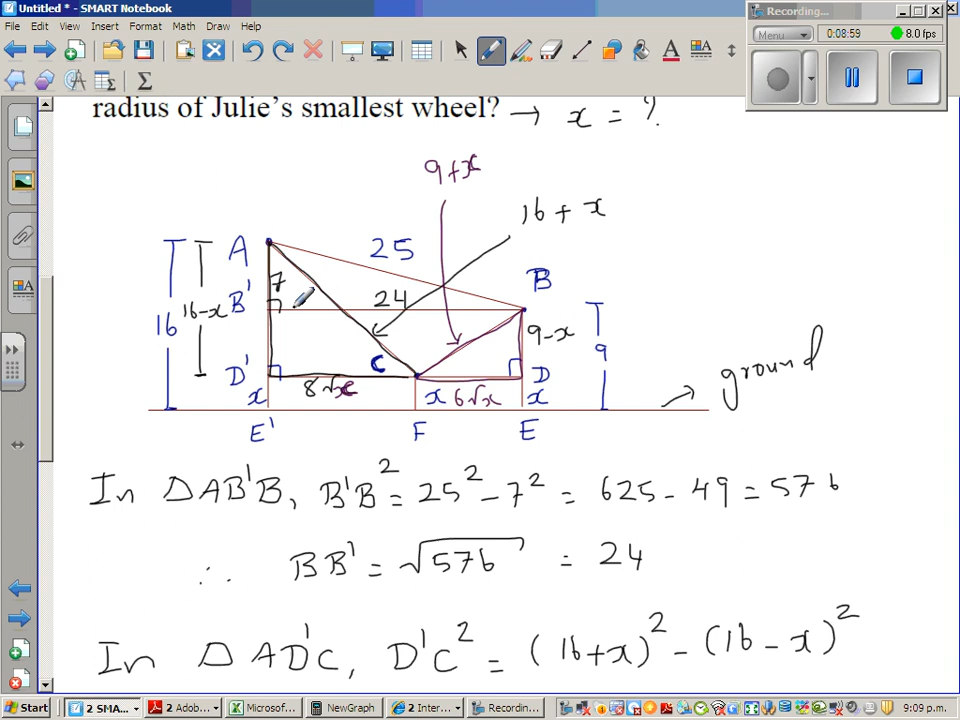 Untitled * - SMART Notebook
File Edit View Insert Format Math Draw Help
Recording...
Menu 0:08:59 8.0 fps
radius of Julie's smallest wheel? → x = ?
9+x
16 + x
A 25
7
B' 24 B
16 16-x 9-x 9
D' C D
x 8√x x 6√x x
ground
E' F E
In ΔAB'B, B'B² = 25² - 7² = 625 - 49 = 576
∴ BB' = √576 = 24
In ΔAD'C, D'C² = (16+x)² - (16-x)²
Start 2 SMA... 2 Adob... Microsof... NewGraph 2 Inter... Recordin... 9:09 p.m.